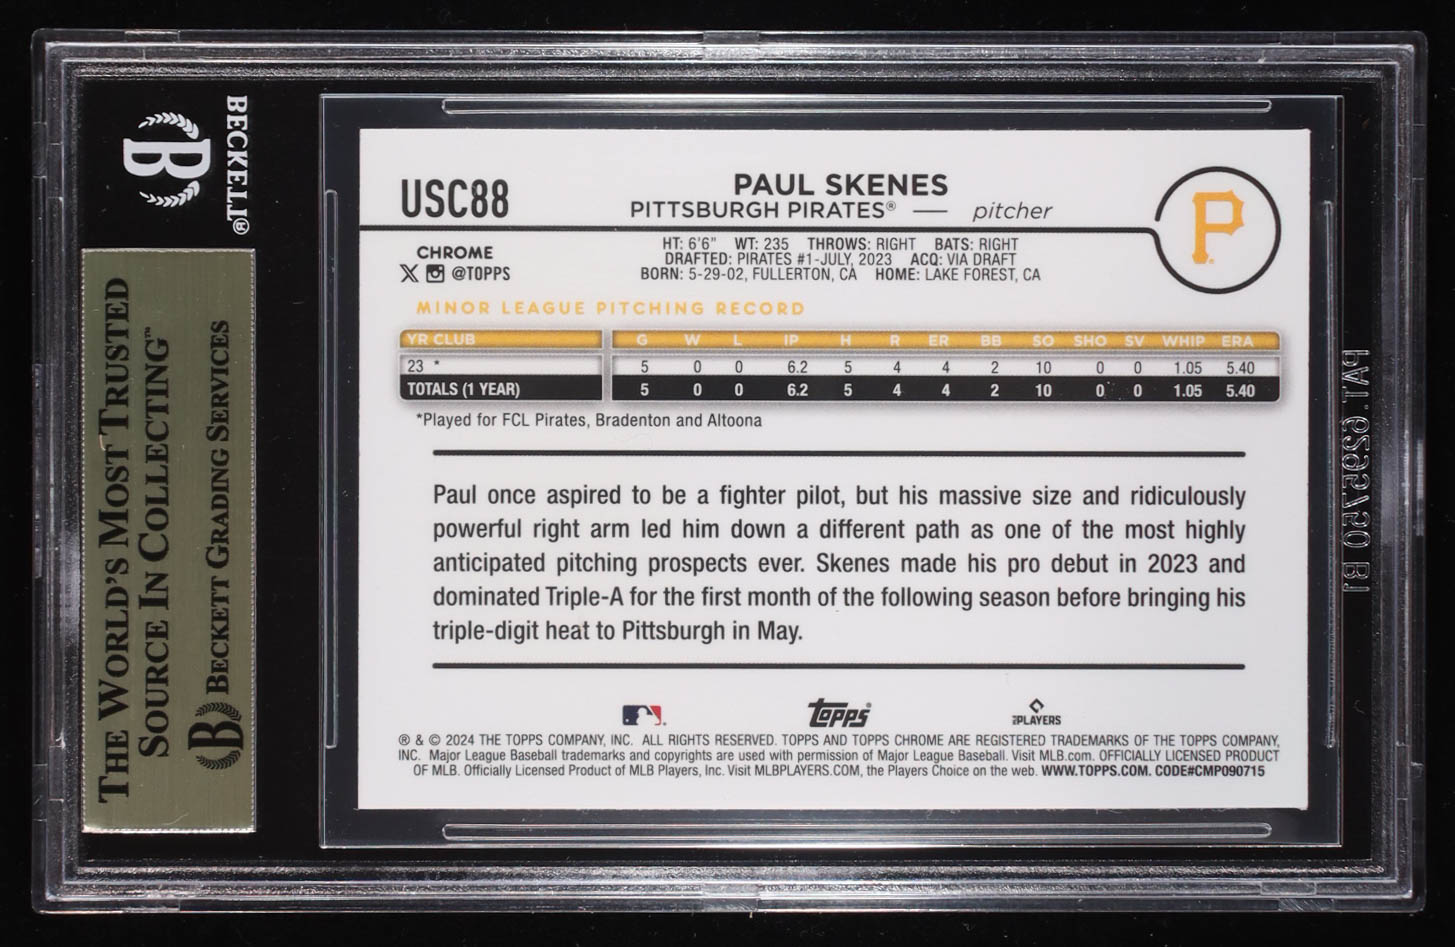 BECKETT®
THE WORLD'S MOST TRUSTED
SOURCE IN COLLECTING™
BECKETT GRADING SERVICES
USC88
PAUL SKENES
PITTSBURGH PIRATES® — pitcher
P
CHROME
@TOPPS
HT: 6'6" WT: 235 THROWS: RIGHT BATS: RIGHT
DRAFTED: PIRATES #1-JULY, 2023 ACQ: VIA DRAFT
BORN: 5-29-02, FULLERTON, CA HOME: LAKE FOREST, CA
MINOR LEAGUE PITCHING RECORD
YR CLUB G W L IP H R ER BB SO SHO SV WHIP ERA
23 * 5 0 0 6.2 5 4 4 2 10 0 0 1.05 5.40
TOTALS (1 YEAR) 5 0 0 6.2 5 4 4 2 10 0 0 1.05 5.40
*Played for FCL Pirates, Bradenton and Altoona
Paul once aspired to be a fighter pilot, but his massive size and ridiculously
powerful right arm led him down a different path as one of the most highly
anticipated pitching prospects ever. Skenes made his pro debut in 2023 and
dominated Triple-A for the first month of the following season before bringing his
triple-digit heat to Pittsburgh in May.
Topps
PLAYERS
® & © 2024 THE TOPPS COMPANY, INC. ALL RIGHTS RESERVED. TOPPS AND TOPPS CHROME ARE REGISTERED TRADEMARKS OF THE TOPPS COMPANY,
INC. Major League Baseball trademarks and copyrights are used with permission of Major League Baseball. Visit MLB.com. OFFICIALLY LICENSED PRODUCT
OF MLB. Officially Licensed Product of MLB Players, Inc. Visit MLBPLAYERS.COM, the Players Choice on the web. WWW.TOPPS.COM. CODE#CMP090715